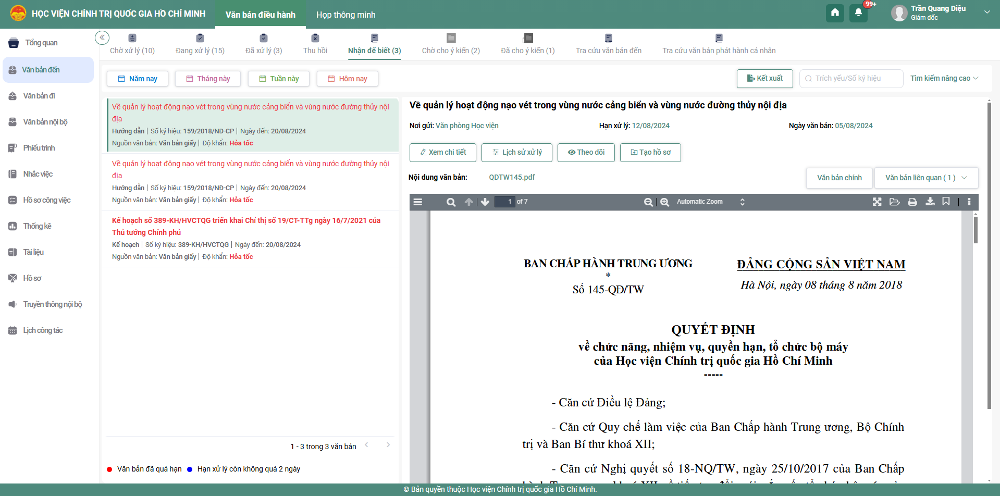 HỌC VIỆN CHÍNH TRỊ QUỐC GIA HỒ CHÍ MINH
Văn bản điều hành
Họp thông minh
99+
Trần Quang Diệu
Giám đốc
Tổng quan
Văn bản đến
Văn bản đi
Văn bản nội bộ
Phiếu trình
Nhắc việc
Hồ sơ công việc
Thống kê
Tài liệu
Hồ sơ
Truyền thông nội bộ
Lịch công tác
Chờ xử lý (10)
Đang xử lý (15)
Đã xử lý (3)
Thu hồi
Nhận để biết (3)
Chờ cho ý kiến (2)
Đã cho ý kiến (1)
Tra cứu văn bản đến
Tra cứu văn bản phát hành cá nhân
Năm nay
Tháng này
Tuần này
Hôm nay
Kết xuất
Trích yếu/Số ký hiệu
Tìm kiếm nâng cao
Về quản lý hoạt động nạo vét trong vùng nước cảng biển và vùng nước đường thủy nội
địa
Hướng dẫn | Số ký hiệu: 159/2018/NĐ-CP | Ngày đến: 20/08/2024
Nguồn văn bản: Văn bản giấy | Độ khẩn: Hỏa tốc
Về quản lý hoạt động nạo vét trong vùng nước cảng biển và vùng nước đường thủy nội
địa
Hướng dẫn | Số ký hiệu: 159/2018/NĐ-CP | Ngày đến: 20/08/2024
Nguồn văn bản: Văn bản giấy | Độ khẩn: Hỏa tốc
Kế hoạch số 389-KH/HVCTQG triển khai Chỉ thị số 19/CT-TTg ngày 16/7/2021 của
Thủ tướng Chính phủ
Kế hoạch | Số ký hiệu: 389-KH/HVCTQG | Ngày đến: 20/08/2024
Nguồn văn bản: Văn bản giấy | Độ khẩn: Hỏa tốc
1 - 3 trong 3 văn bản
Văn bản đã quá hạn
Hạn xử lý còn không quá 2 ngày
Về quản lý hoạt động nạo vét trong vùng nước cảng biển và vùng nước đường thủy nội địa
Nơi gửi: Văn phòng Học viện
Hạn xử lý: 12/08/2024
Ngày văn bản: 05/08/2024
Xem chi tiết
Lịch sử xử lý
Theo dõi
Tạo hồ sơ
Nội dung văn bản:
QDTW145.pdf
Văn bản chính
Văn bản liên quan ( 1 )
1 of 7
Automatic Zoom
BAN CHẤP HÀNH TRUNG ƯƠNG
*
Số 145-QĐ/TW
ĐẢNG CỘNG SẢN VIỆT NAM
Hà Nội, ngày 08 tháng 8 năm 2018
QUYẾT ĐỊNH
về chức năng, nhiệm vụ, quyền hạn, tổ chức bộ máy
của Học viện Chính trị quốc gia Hồ Chí Minh
-----
- Căn cứ Điều lệ Đảng;
- Căn cứ Quy chế làm việc của Ban Chấp hành Trung ương, Bộ Chính
trị và Ban Bí thư khoá XII;
- Căn cứ Nghị quyết số 18-NQ/TW, ngày 25/10/2017 của Ban Chấp
© Bản quyền thuộc Học viện Chính trị quốc gia Hồ Chí Minh.